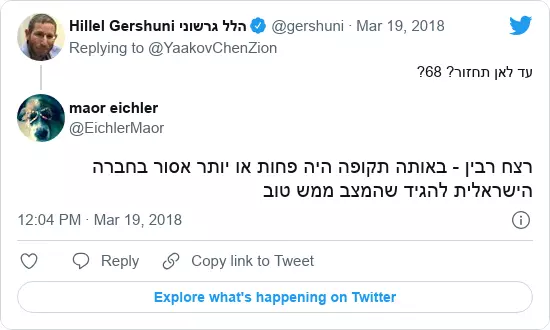 Hillel Gershuni הלל גרשוני @gershuni · Mar 19, 2018
Replying to @YaakovChenZion
עד לאן תחזור? 68?
maor eichler
@EichlerMaor
רצח רבין - באותה תקופה היה פחות או יותר אסור בחברה
הישראלית להגיד שהמצב ממש טוב
12:04 PM · Mar 19, 2018
Reply Copy link to Tweet
Explore what's happening on Twitter